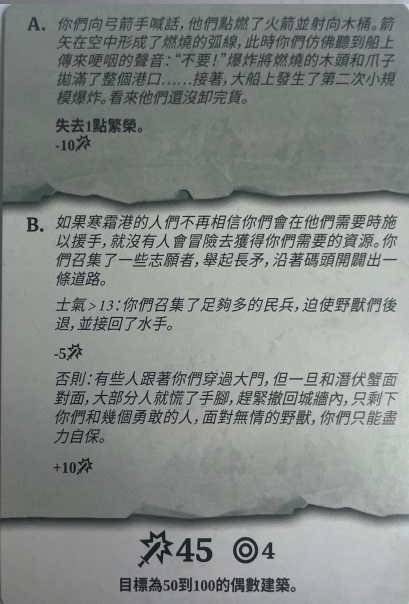 A. 你們向弓箭手喊話，他們點燃了火箭並射向木桶。箭
矢在空中形成了燃燒的弧線，此時你們仿佛聽到船上
傳來哽咽的聲音：“不要！”爆炸將燃燒的木頭和爪子
拋滿了整個港口……接著，大船上發生了第二次小規
模爆炸。看來他們還沒卸完貨。
失去1點繁榮。
-10
B. 如果寒霜港的人們不再相信你們會在他們需要時施
以援手，就沒有人會冒險去獲得你們需要的資源。你
們召集了一些志願者，舉起長矛，沿著碼頭開闢出一
條道路。
士氣>13：你們召集了足夠多的民兵，迫使野獸們後
退，並接回了水手。
-5
否則：有些人跟著你們穿過大門，但一旦和潛伏蟹面
對面，大部分人就慌了手腳，趕緊撤回城牆內，只剩下
你們和幾個勇敢的人，面對無情的野獸，你們只能盡
力自保。
+10
45 4
目標為50到100的偶數建築。